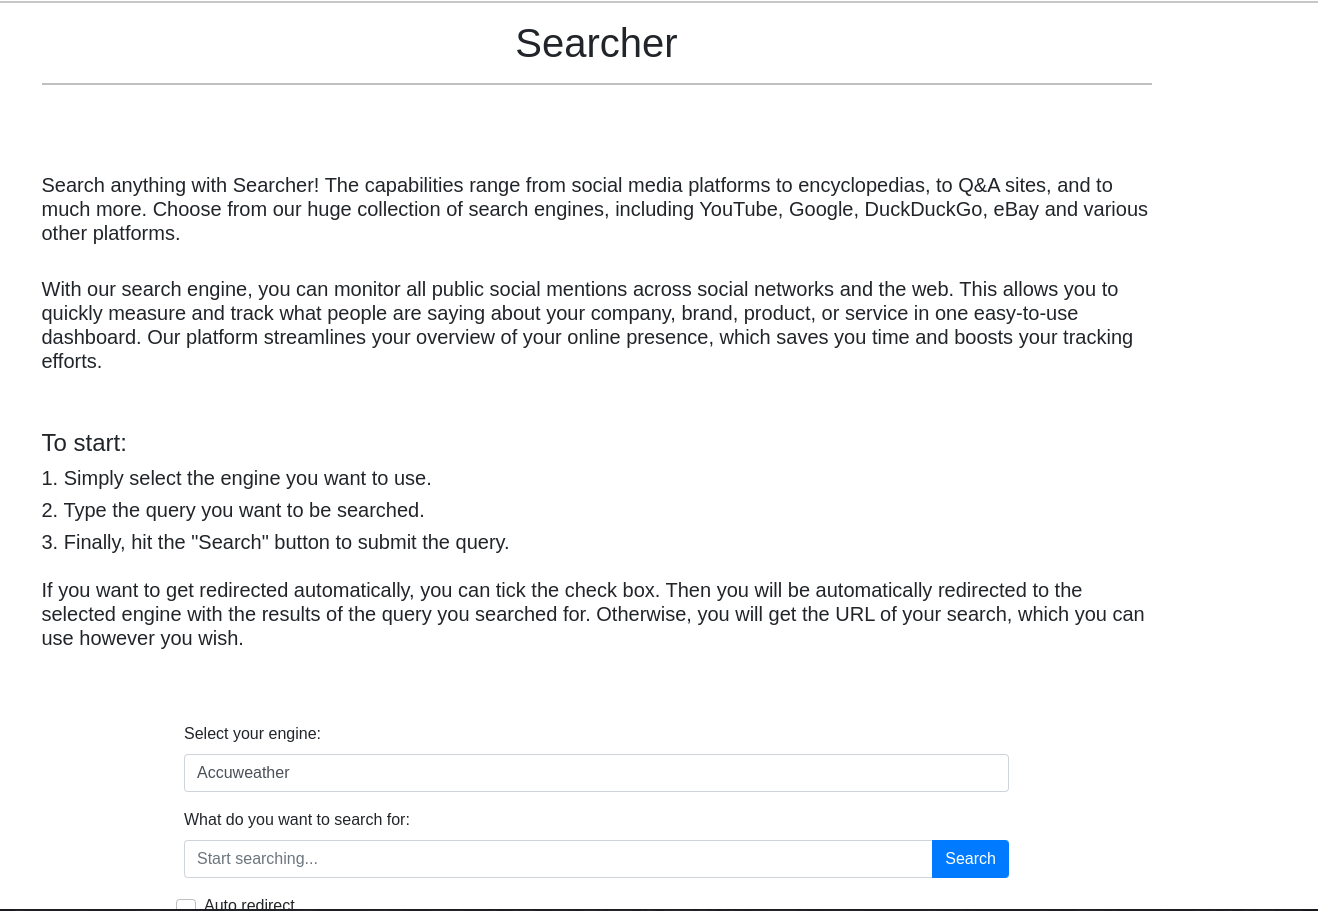 Searcher
Search anything with Searcher! The capabilities range from social media platforms to encyclopedias, to Q&A sites, and to
much more. Choose from our huge collection of search engines, including YouTube, Google, DuckDuckGo, eBay and various
other platforms.
With our search engine, you can monitor all public social mentions across social networks and the web. This allows you to
quickly measure and track what people are saying about your company, brand, product, or service in one easy-to-use
dashboard. Our platform streamlines your overview of your online presence, which saves you time and boosts your tracking
efforts.
To start:
1. Simply select the engine you want to use.
2. Type the query you want to be searched.
3. Finally, hit the "Search" button to submit the query.
If you want to get redirected automatically, you can tick the check box. Then you will be automatically redirected to the
selected engine with the results of the query you searched for. Otherwise, you will get the URL of your search, which you can
use however you wish.
Select your engine:
Accuweather
What do you want to search for:
Start searching... Search
Auto redirect